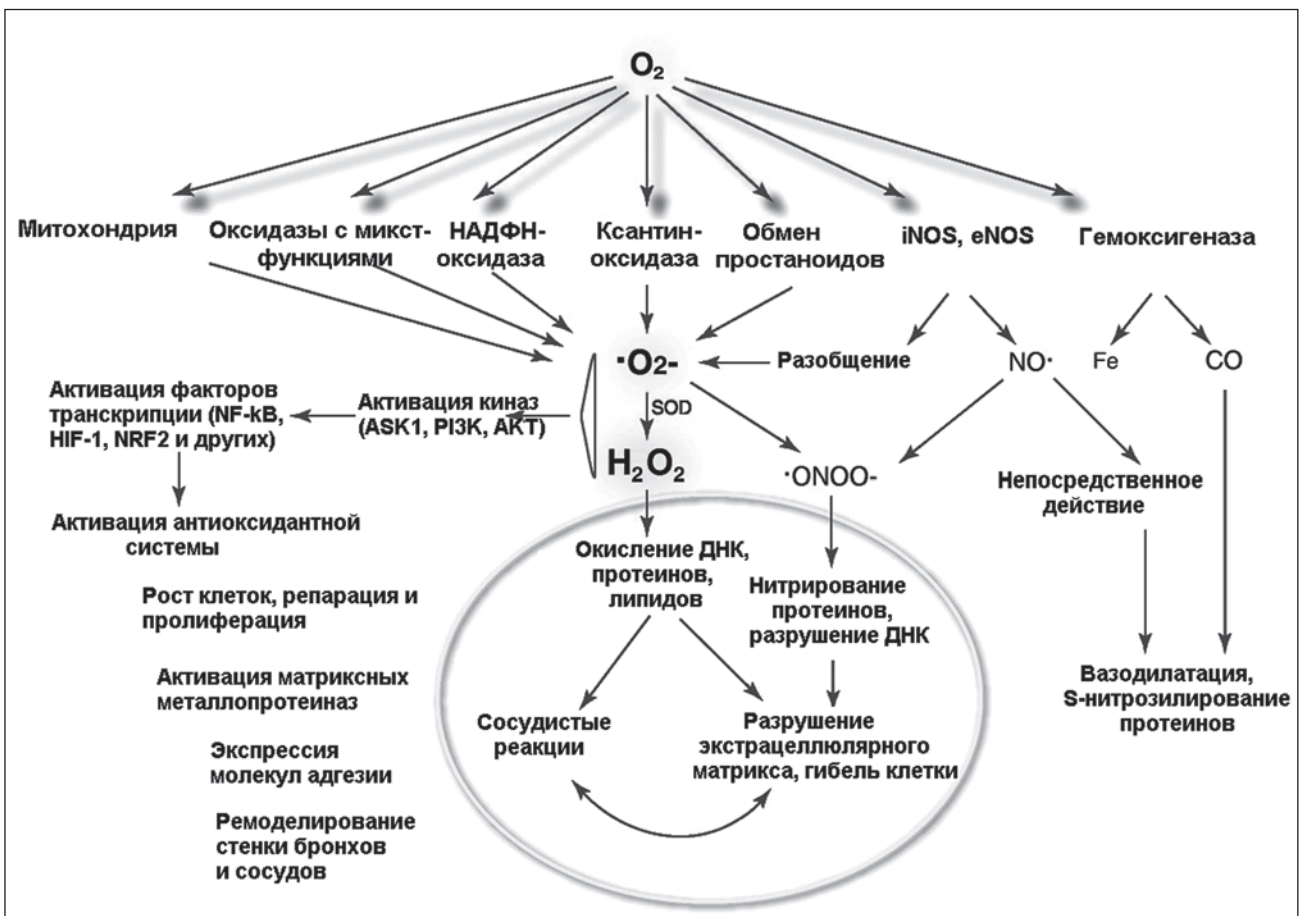 O₂
Митохондрия
Оксидазы с микст-
функциями
НАДФН-
оксидаза
Ксантин-
оксидаза
Обмен
простаноидов
iNOS, eNOS
Гемоксигеназа
·O2-
Разобщение
NO·
Fe
CO
SOD
Активация факторов
транскрипции (NF-kB,
HIF-1, NRF2 и других)
Активация киназ
(ASK1, PI3K, AKT)
H₂O₂
·ONOO-
Непосредственное
действие
Активация антиоксидантной
системы
Окисление ДНК,
протеинов,
липидов
Нитрирование
протеинов,
разрушение ДНК
Рост клеток, репарация и
пролиферация
Активация матриксных
металлопротеиназ
Вазодилатация,
S-нитрозилирование
протеинов
Сосудистые
реакции
Разрушение
экстрацеллюлярного
матрикса, гибель клетки
Экспрессия
молекул адгезии
Ремоделирование
стенки бронхов
и сосудов